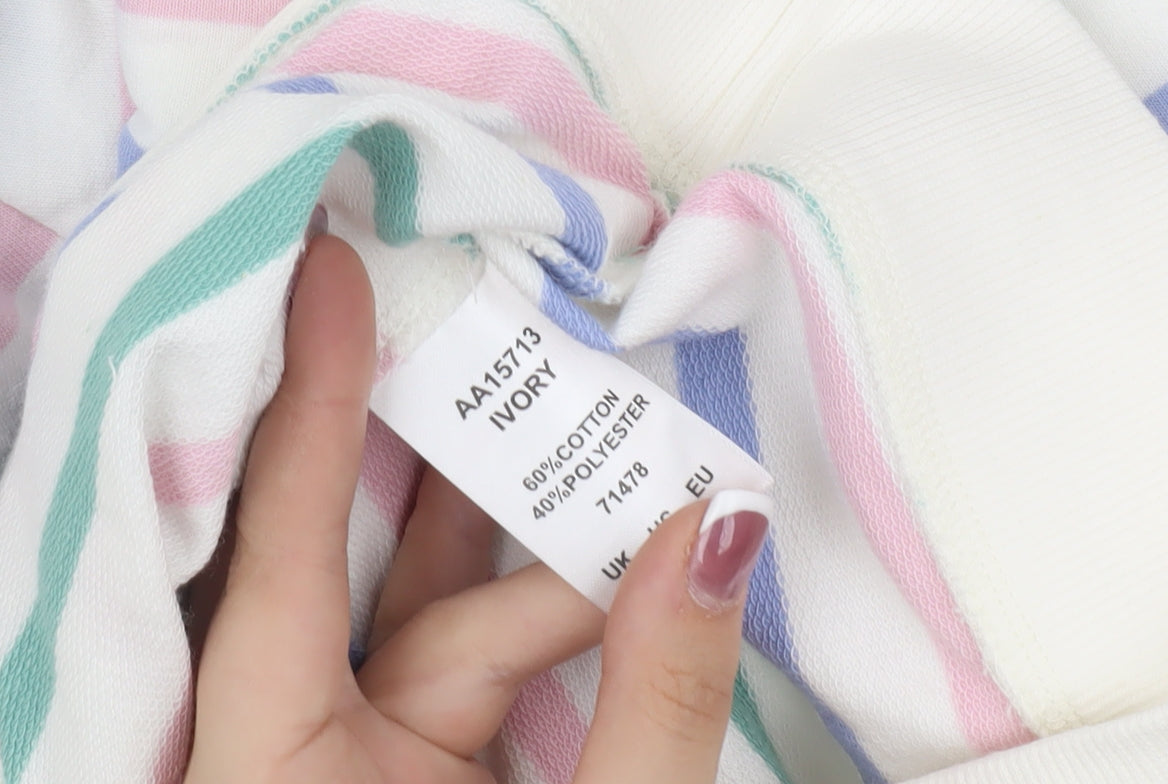 AA15713
IVORY
60%COTTON
40%POLYESTER
71478
UK US EU